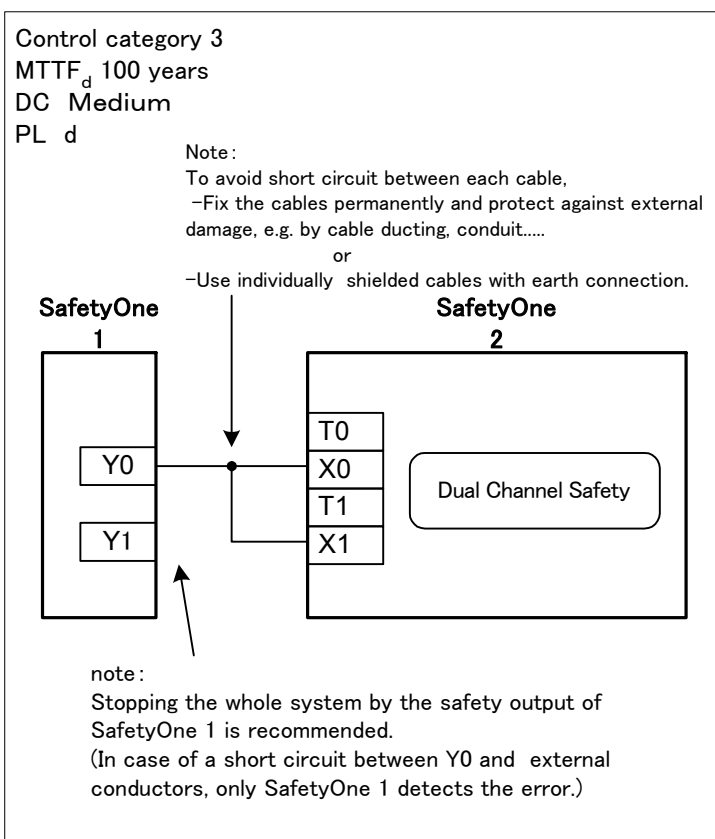 Control category 3
MTTFd 100 years
DC Medium
PL d
Note:
To avoid short circuit between each cable,
-Fix the cables permanently and protect against external
damage, e.g. by cable ducting, conduit.....
or
-Use individually shielded cables with earth connection.
SafetyOne
1
SafetyOne
2
Y0
Y1
T0
X0
T1
X1
Dual Channel Safety
note:
Stopping the whole system by the safety output of
SafetyOne 1 is recommended.
(In case of a short circuit between Y0 and external
conductors, only SafetyOne 1 detects the error.)